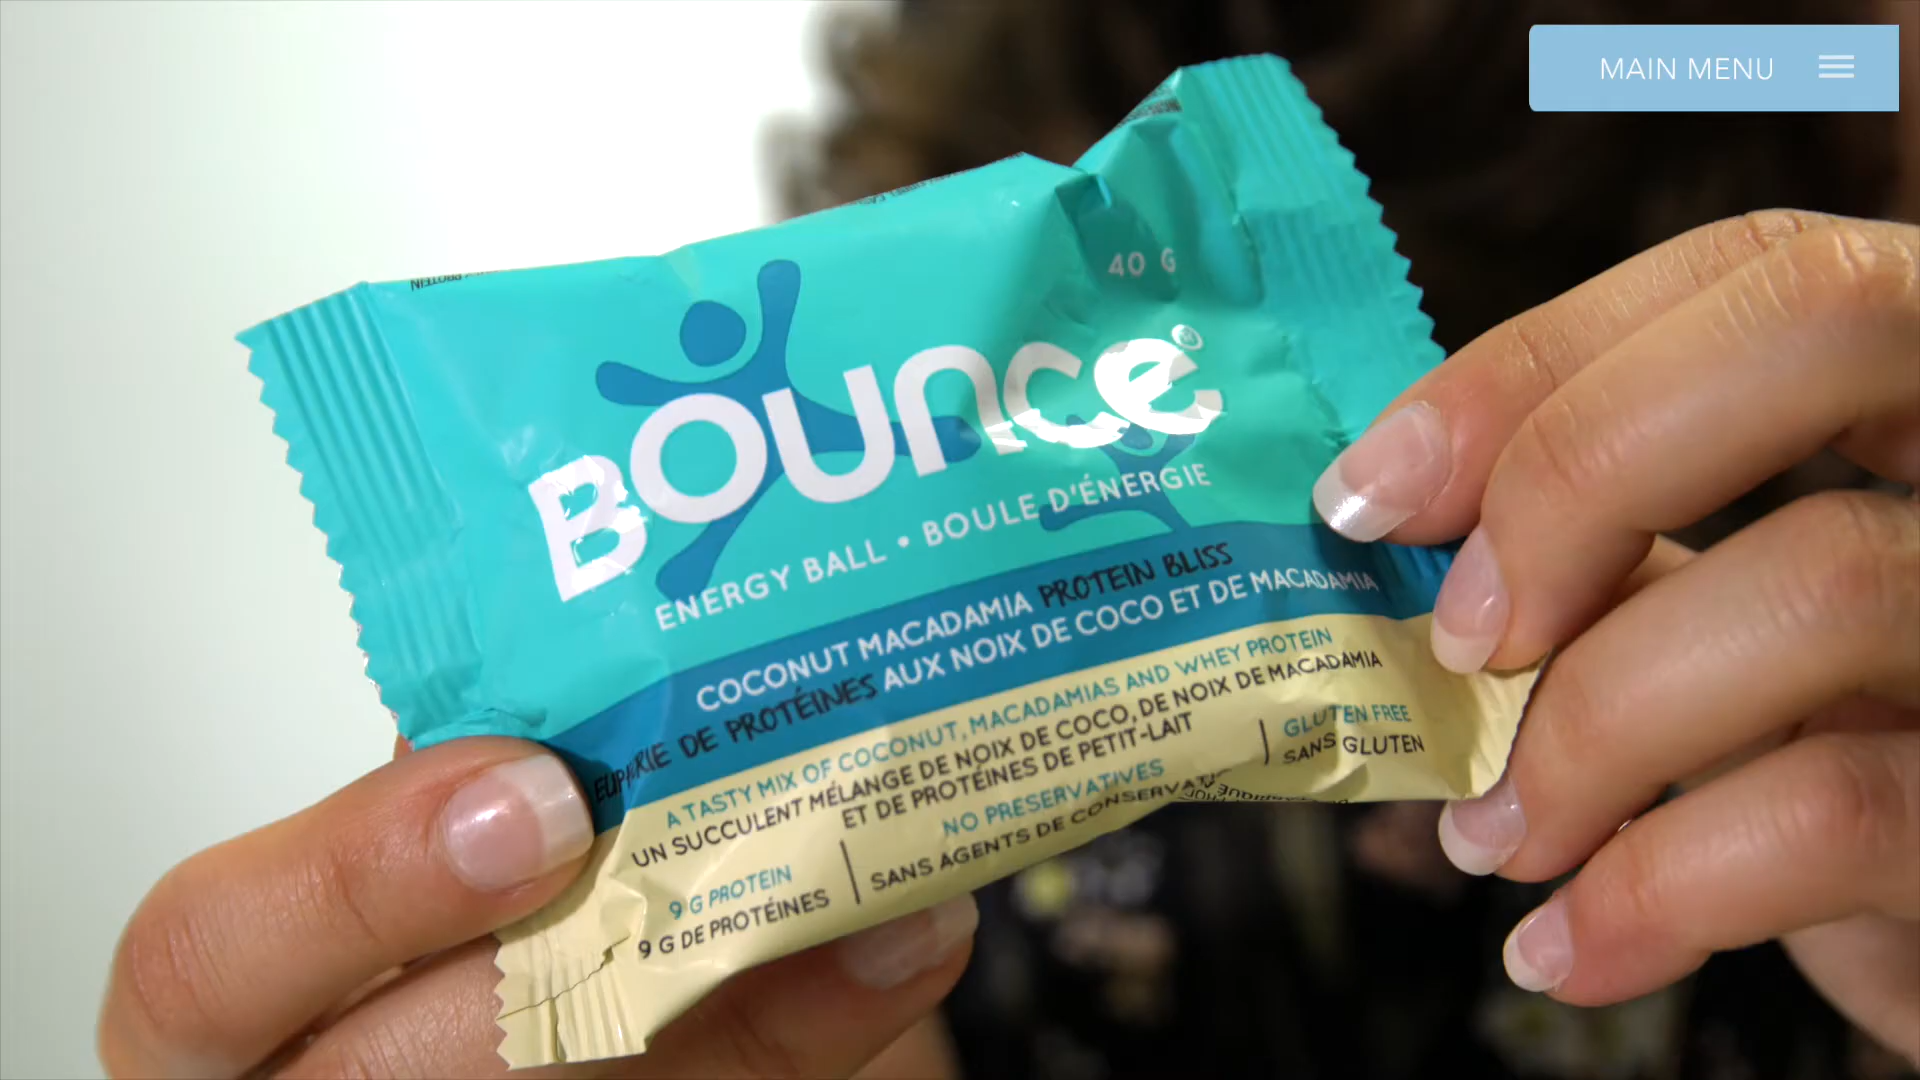 MAIN MENU
40 G
BOUNCE
ENERGY BALL • BOULE D'ÉNERGIE
COCONUT MACADAMIA PROTEIN BLISS
DE PROTÉINES AUX NOIX DE COCO ET DE MACADAMIA
A TASTY MIX OF COCONUT, MACADAMIAS AND WHEY PROTEIN
UN SUCCULENT MÉLANGE DE NOIX DE COCO, DE NOIX DE MACADAMIA
ET DE PROTÉINES DE PETIT-LAIT
GLUTEN FREE
SANS GLUTEN
NO PRESERVATIVES
SANS AGENTS DE
9 G PROTEIN
9 G DE PROTÉINES